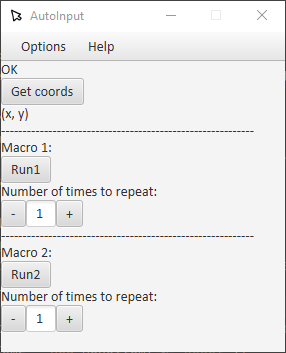 AutoInput
Options Help
OK
Get coords
(x, y)
------------------------------------------------------------
Macro 1:
Run1
Number of times to repeat:
- 1 +
------------------------------------------------------------
Macro 2:
Run2
Number of times to repeat:
- 1 +